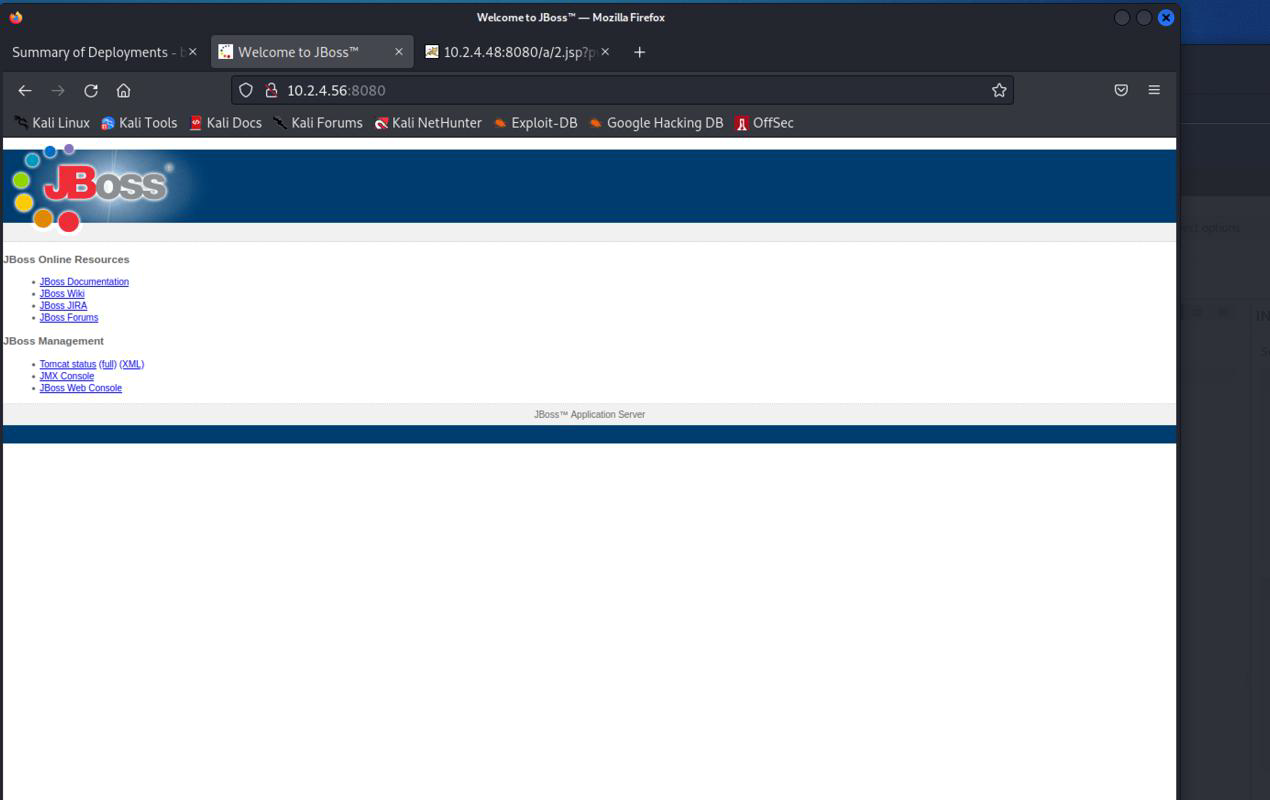 Welcome to JBoss™ — Mozilla Firefox
Summary of Deployments -
Welcome to JBoss™
10.2.4.48:8080/a/2.jsp?p
10.2.4.56:8080
Kali Linux Kali Tools Kali Docs Kali Forums Kali NetHunter Exploit-DB Google Hacking DB OffSec
JBoss
JBoss Online Resources
JBoss Documentation
JBoss Wiki
JBoss JIRA
JBoss Forums
JBoss Management
Tomcat status (full) (XML)
JMX Console
JBoss Web Console
JBoss™ Application Server
options